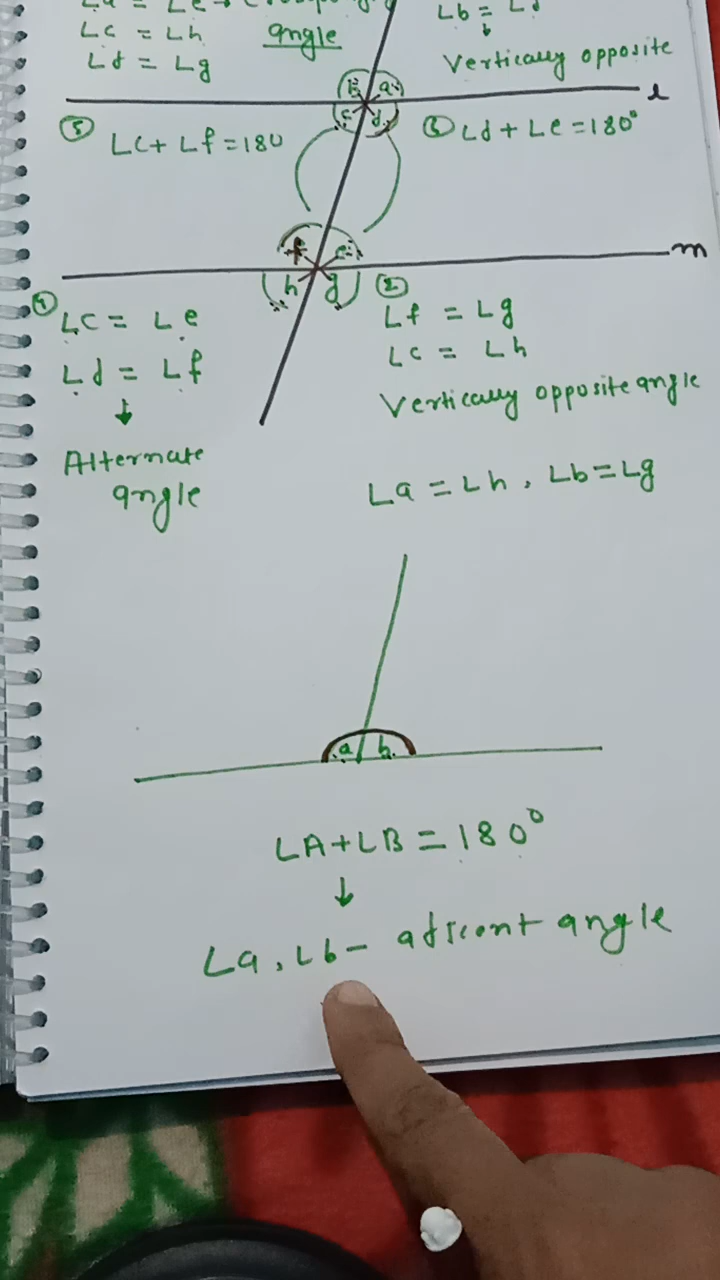 Lc = Lh
angle
Ld = Lg
Lb = Ld
Vertically opposite
b a
l
c d
5 Lc + Lf = 180
6 Ld + Le = 180°
f e
m
h g
1
Lc = Le
Ld = Lf
↓
Alternate
angle
2
Lf = Lg
Lc = Lh
Vertically opposite angle
La = Lh, Lb = Lg
a b
LA + LB = 180°
↓
La, Lb - adscent angle